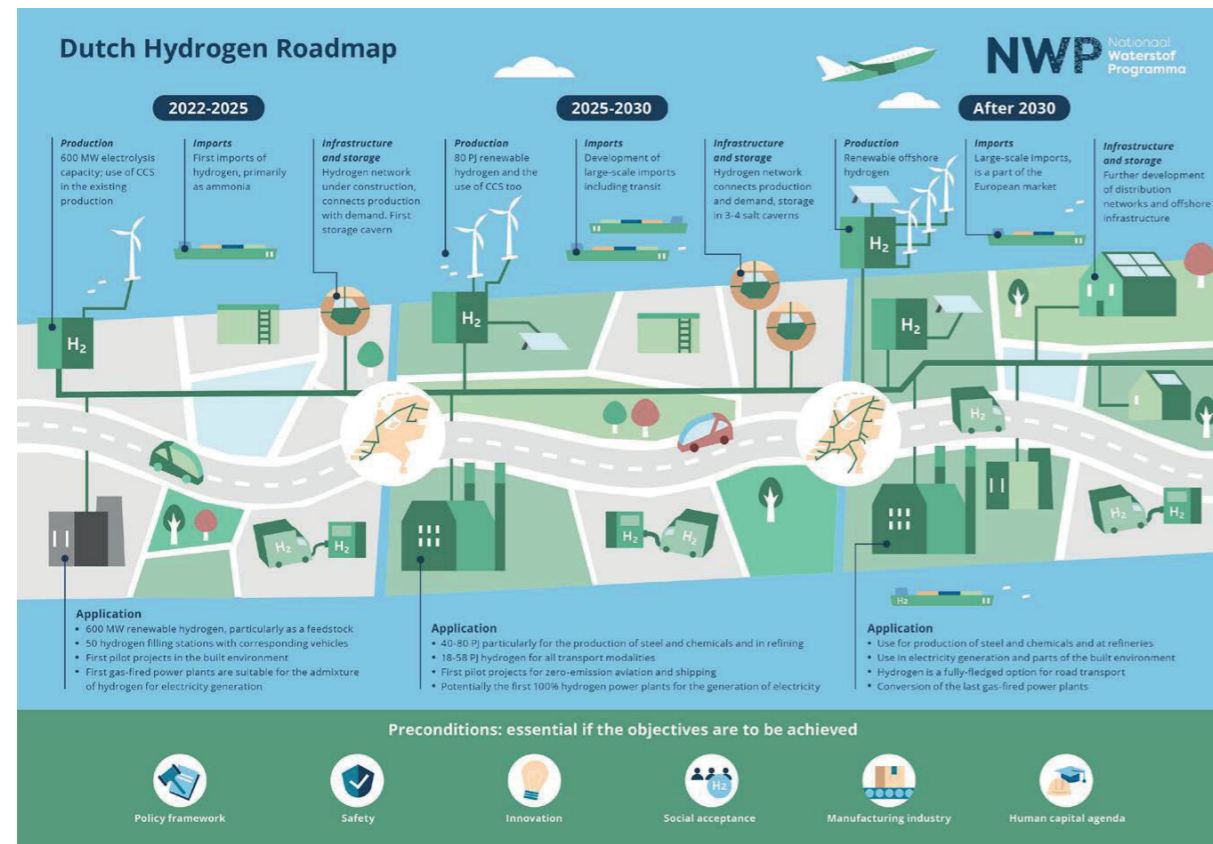 Dutch Hydrogen Roadmap
NWP
Nationaal
Waterstof
Programma
2022-2025
Production
600 MW electrolysis
capacity; use of CCS
in the existing
production
Imports
First imports of
hydrogen, primarily
as ammonia
Infrastructure
and storage
Hydrogen network
under construction,
connects production
with demand. First
storage cavern
2025-2030
Production
80 PJ renewable
hydrogen and the
use of CCS too
Imports
Development of
large-scale imports
including transit
Infrastructure
and storage
Hydrogen network
connects production
and demand, storage
in 3-4 salt caverns
After 2030
Production
Renewable offshore
hydrogen
Imports
Large-scale imports,
is a part of the
European market
Infrastructure
and storage
Further development
of distribution
networks and offshore
infrastructure
H₂
H₂
H₂
H₂
H₂
H₂
H₂
H₂
H₂
H₂
H₂
H₂
Application
• 600 MW renewable hydrogen, particularly as a feedstock
• 50 hydrogen filling stations with corresponding vehicles
• First pilot projects in the built environment
• First gas-fired power plants are suitable for the admixture
of hydrogen for electricity generation
Application
• 40-80 PJ particularly for the production of steel and chemicals and in refining
• 18-58 PJ hydrogen for all transport modalities
• First pilot projects for zero-emission aviation and shipping
• Potentially the first 100% hydrogen power plants for the generation of electricity
Application
• Use for production of steel and chemicals and at refineries
• Use in electricity generation and parts of the built environment
• Hydrogen is a fully-fledged option for road transport
• Conversion of the last gas-fired power plants
Preconditions: essential if the objectives are to be achieved
Policy framework
Safety
Innovation
H₂
Social acceptance
Manufacturing industry
Human capital agenda